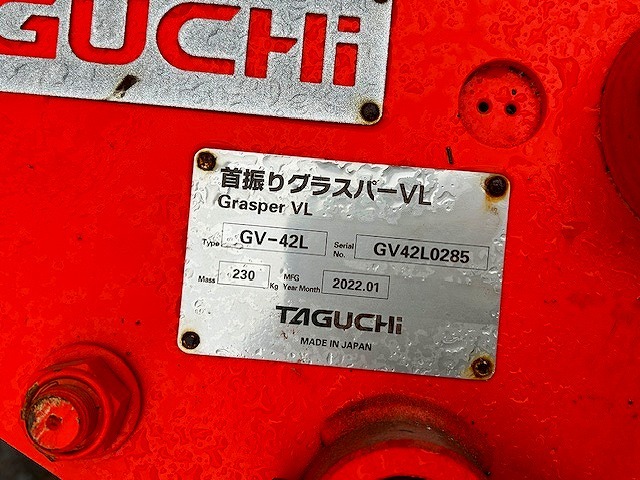 GUCHi
首振りグラスパーVL
Grasper VL
Type GV-42L Serial No. GV42L0285
Mass 230 Kg MFG Year Month 2022.01
TAGUCHi
MADE IN JAPAN